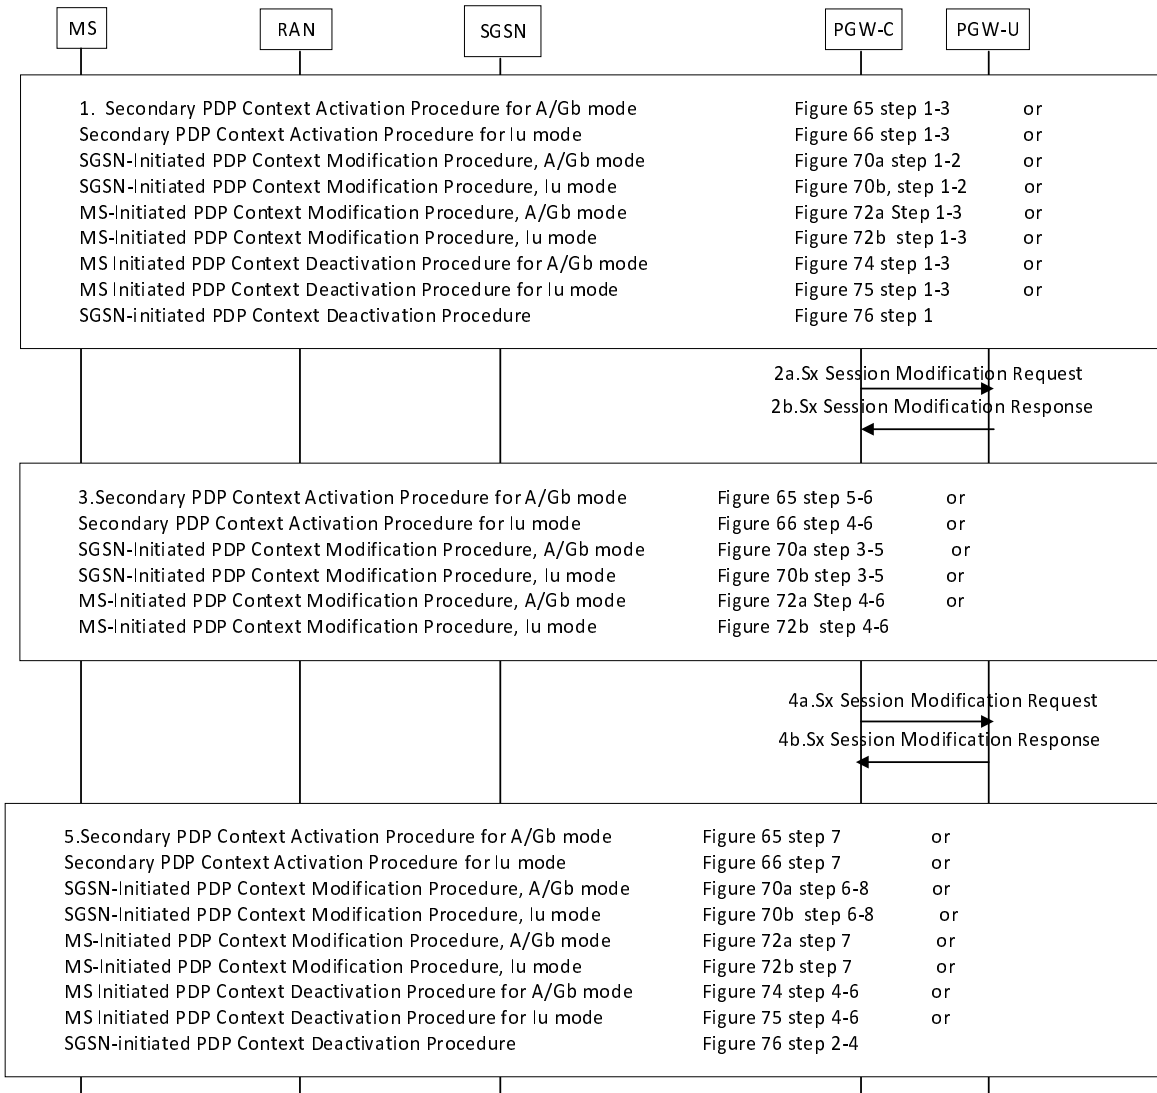 MS RAN SGSN PGW-C PGW-U
1. Secondary PDP Context Activation Procedure for A/Gb mode Figure 65 step 1-3 or
Secondary PDP Context Activation Procedure for Iu mode Figure 66 step 1-3 or
SGSN-Initiated PDP Context Modification Procedure, A/Gb mode Figure 70a step 1-2 or
SGSN-Initiated PDP Context Modification Procedure, Iu mode Figure 70b, step 1-2 or
MS-Initiated PDP Context Modification Procedure, A/Gb mode Figure 72a Step 1-3 or
MS-Initiated PDP Context Modification Procedure, Iu mode Figure 72b step 1-3 or
MS Initiated PDP Context Deactivation Procedure for A/Gb mode Figure 74 step 1-3 or
MS Initiated PDP Context Deactivation Procedure for Iu mode Figure 75 step 1-3 or
SGSN-initiated PDP Context Deactivation Procedure Figure 76 step 1
2a.Sx Session Modification Request
2b.Sx Session Modification Response
3.Secondary PDP Context Activation Procedure for A/Gb mode Figure 65 step 5-6 or
Secondary PDP Context Activation Procedure for Iu mode Figure 66 step 4-6 or
SGSN-Initiated PDP Context Modification Procedure, A/Gb mode Figure 70a step 3-5 or
SGSN-Initiated PDP Context Modification Procedure, Iu mode Figure 70b step 3-5 or
MS-Initiated PDP Context Modification Procedure, A/Gb mode Figure 72a Step 4-6 or
MS-Initiated PDP Context Modification Procedure, Iu mode Figure 72b step 4-6
4a.Sx Session Modification Request
4b.Sx Session Modification Response
5.Secondary PDP Context Activation Procedure for A/Gb mode Figure 65 step 7 or
Secondary PDP Context Activation Procedure for Iu mode Figure 66 step 7 or
SGSN-Initiated PDP Context Modification Procedure, A/Gb mode Figure 70a step 6-8 or
SGSN-Initiated PDP Context Modification Procedure, Iu mode Figure 70b step 6-8 or
MS-Initiated PDP Context Modification Procedure, A/Gb mode Figure 72a step 7 or
MS-Initiated PDP Context Modification Procedure, Iu mode Figure 72b step 7 or
MS Initiated PDP Context Deactivation Procedure for A/Gb mode Figure 74 step 4-6 or
MS Initiated PDP Context Deactivation Procedure for Iu mode Figure 75 step 4-6 or
SGSN-initiated PDP Context Deactivation Procedure Figure 76 step 2-4